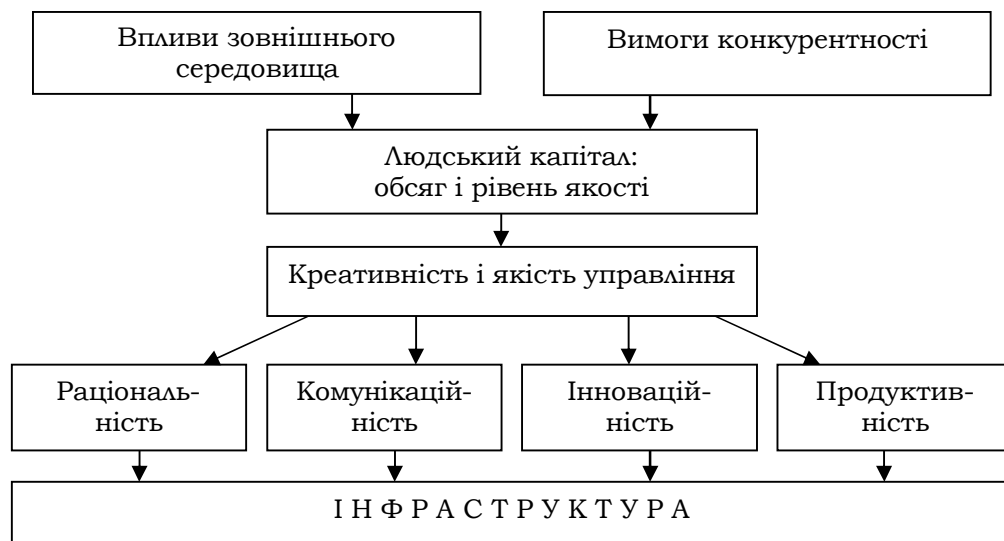 Впливи зовнішнього
середовища
Вимоги конкурентності
Людський капітал:
обсяг і рівень якості
Креативність і якість управління
Раціональ-
ність
Комунікацій-
ність
Інновацій-
ність
Продуктив-
ність
І Н Ф Р А С Т Р У К Т У Р А